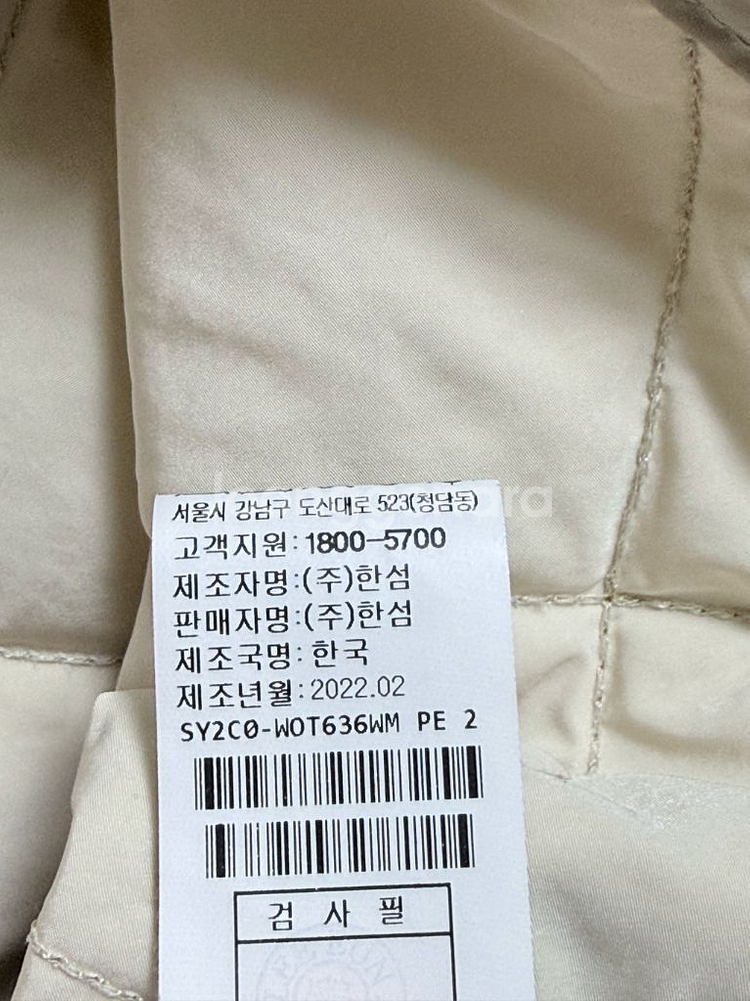 서울시 강남구 도산대로 523(청담동)
고객지원:1800-5700
제조자명:(주)한섬
판매자명:(주)한섬
제조국명:한국
제조년월:2022.02
SY2C0-WOT636WM PE 2
검 사 필